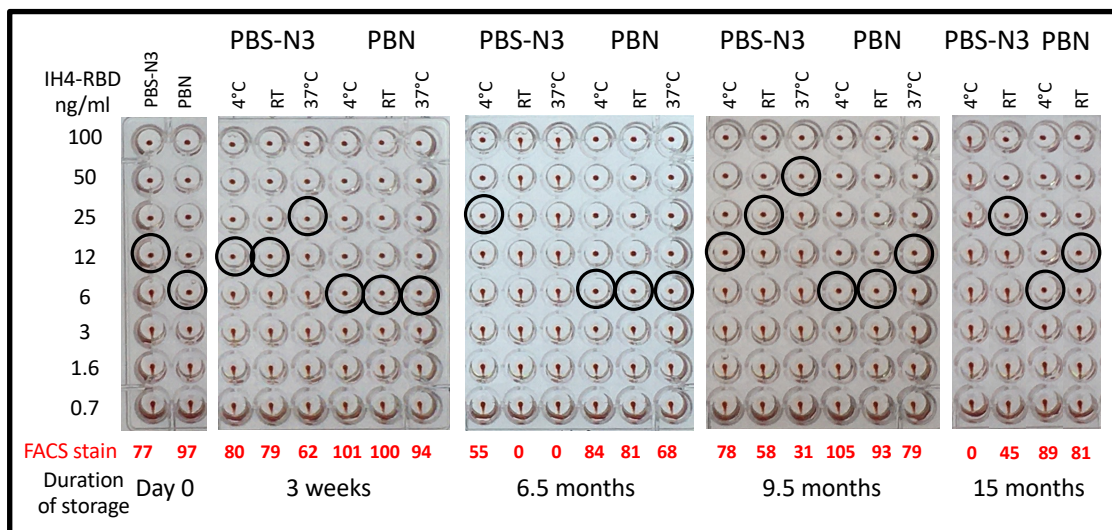 PBS-N3 PBN PBS-N3 PBN PBS-N3 PBN PBS-N3 PBN
IH4-RBD
ng/ml
PBS-N3 PBN 4°C RT 37°C 4°C RT 37°C 4°C RT 37°C 4°C RT 37°C 4°C RT 37°C 4°C RT 37°C 4°C RT 4°C RT
100
50
25
12
6
3
1.6
0.7
FACS stain 77 97 80 79 62 101 100 94 55 0 0 84 81 68 78 58 31 105 93 79 0 45 89 81
Duration
of storage
Day 0 3 weeks 6.5 months 9.5 months 15 months